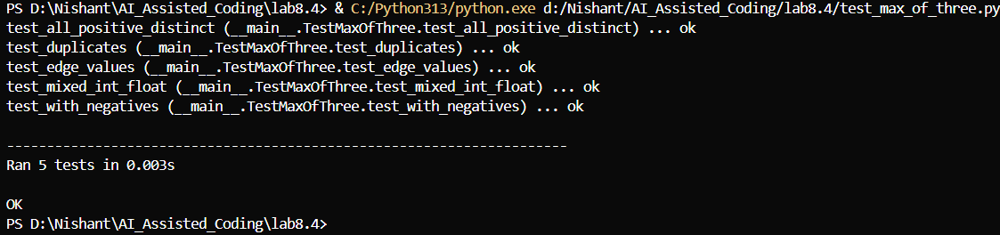 PS D:\Nishant\AI_Assisted_Coding\lab8.4> & C:/Python313/python.exe d:/Nishant/AI_Assisted_Coding/lab8.4/test_max_of_three.py
test_all_positive_distinct (__main__.TestMaxOfThree.test_all_positive_distinct) ... ok
test_duplicates (__main__.TestMaxOfThree.test_duplicates) ... ok
test_edge_values (__main__.TestMaxOfThree.test_edge_values) ... ok
test_mixed_int_float (__main__.TestMaxOfThree.test_mixed_int_float) ... ok
test_with_negatives (__main__.TestMaxOfThree.test_with_negatives) ... ok
----------------------------------------------------------------------
Ran 5 tests in 0.003s
OK
PS D:\Nishant\AI_Assisted_Coding\lab8.4>